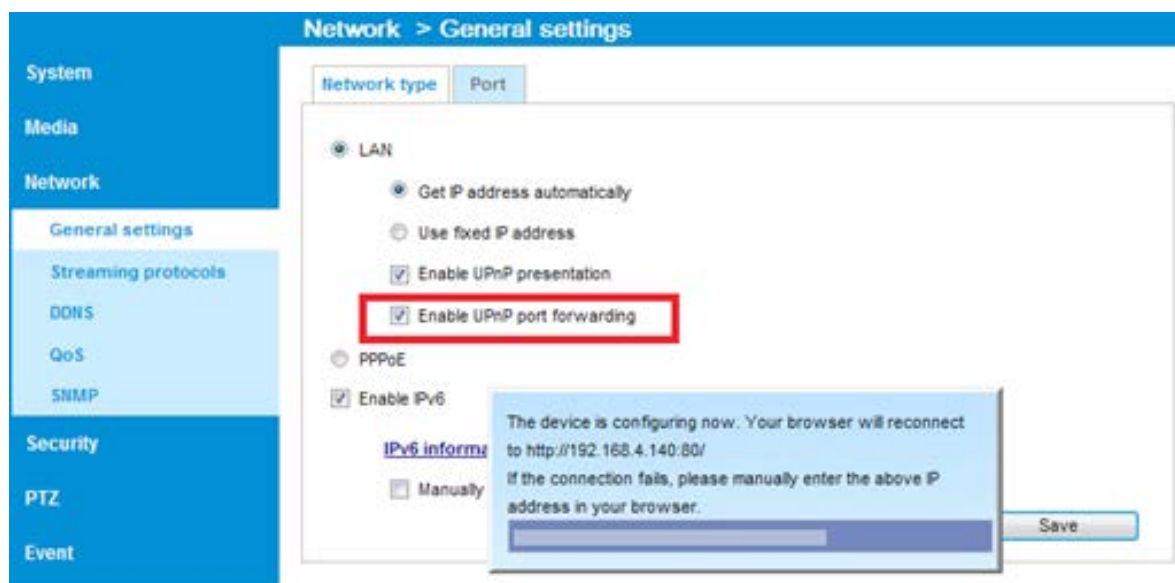 Network > General settings
System
Media
Network
General settings
Streaming protocols
DDNS
QoS
SNMP
Security
PTZ
Event
Network type
Port
LAN
Get IP address automatically
Use fixed IP address
Enable UPnP presentation
Enable UPnP port forwarding
PPPoE
Enable IPv6
IPv6 informa
Manually
The device is configuring now. Your browser will reconnect
to http://192.168.4.140:80/
If the connection fails, please manually enter the above IP
address in your browser.
Save